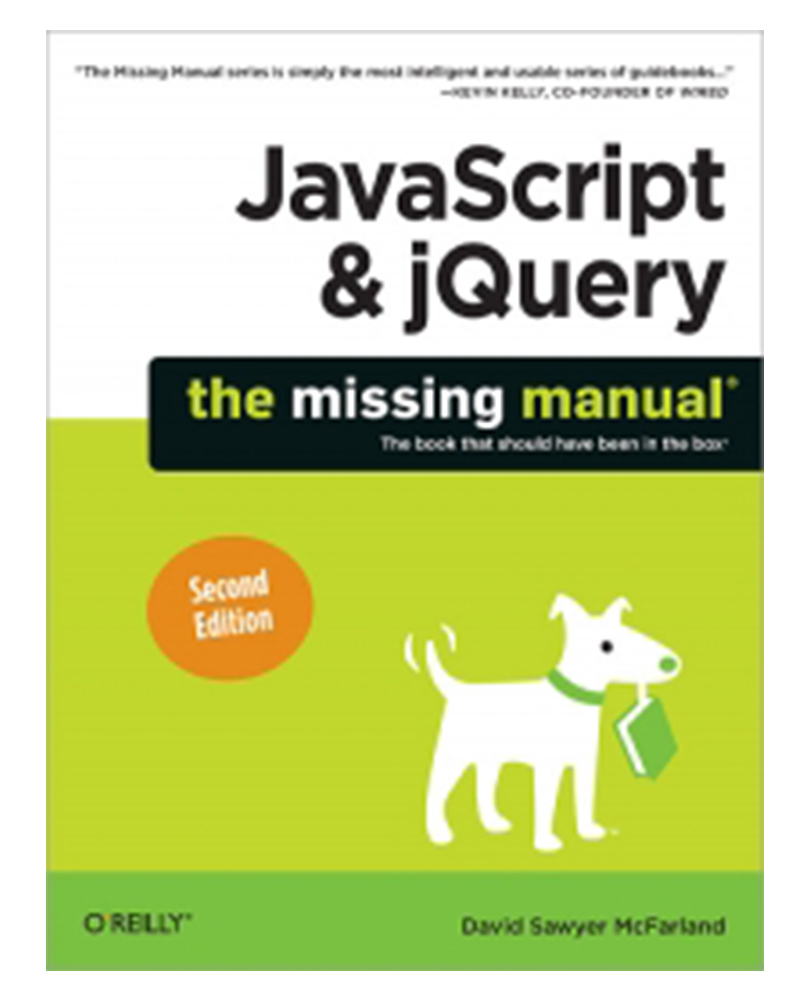 "The Missing Manual series is simply the most intelligent and usable series of guidebooks..."
—KEVIN KELLY, CO-FOUNDER OF WIRED
JavaScript
& jQuery
the missing manual®
The book that should have been in the box®
Second
Edition
O'REILLY®
David Sawyer McFarland